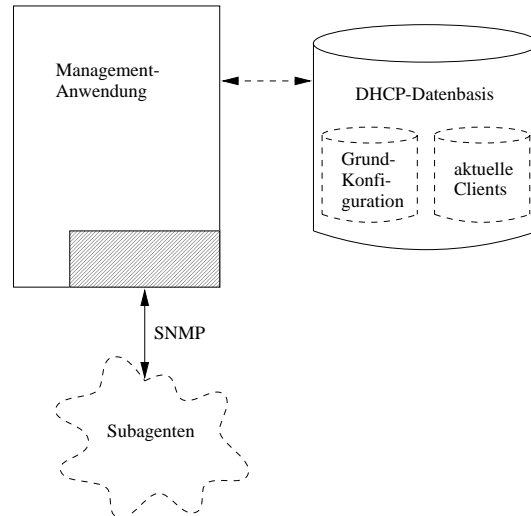 Management-
Anwendung
DHCP-Datenbasis
Grund-
Konfi-
guration
aktuelle
Clients
SNMP
Subagenten